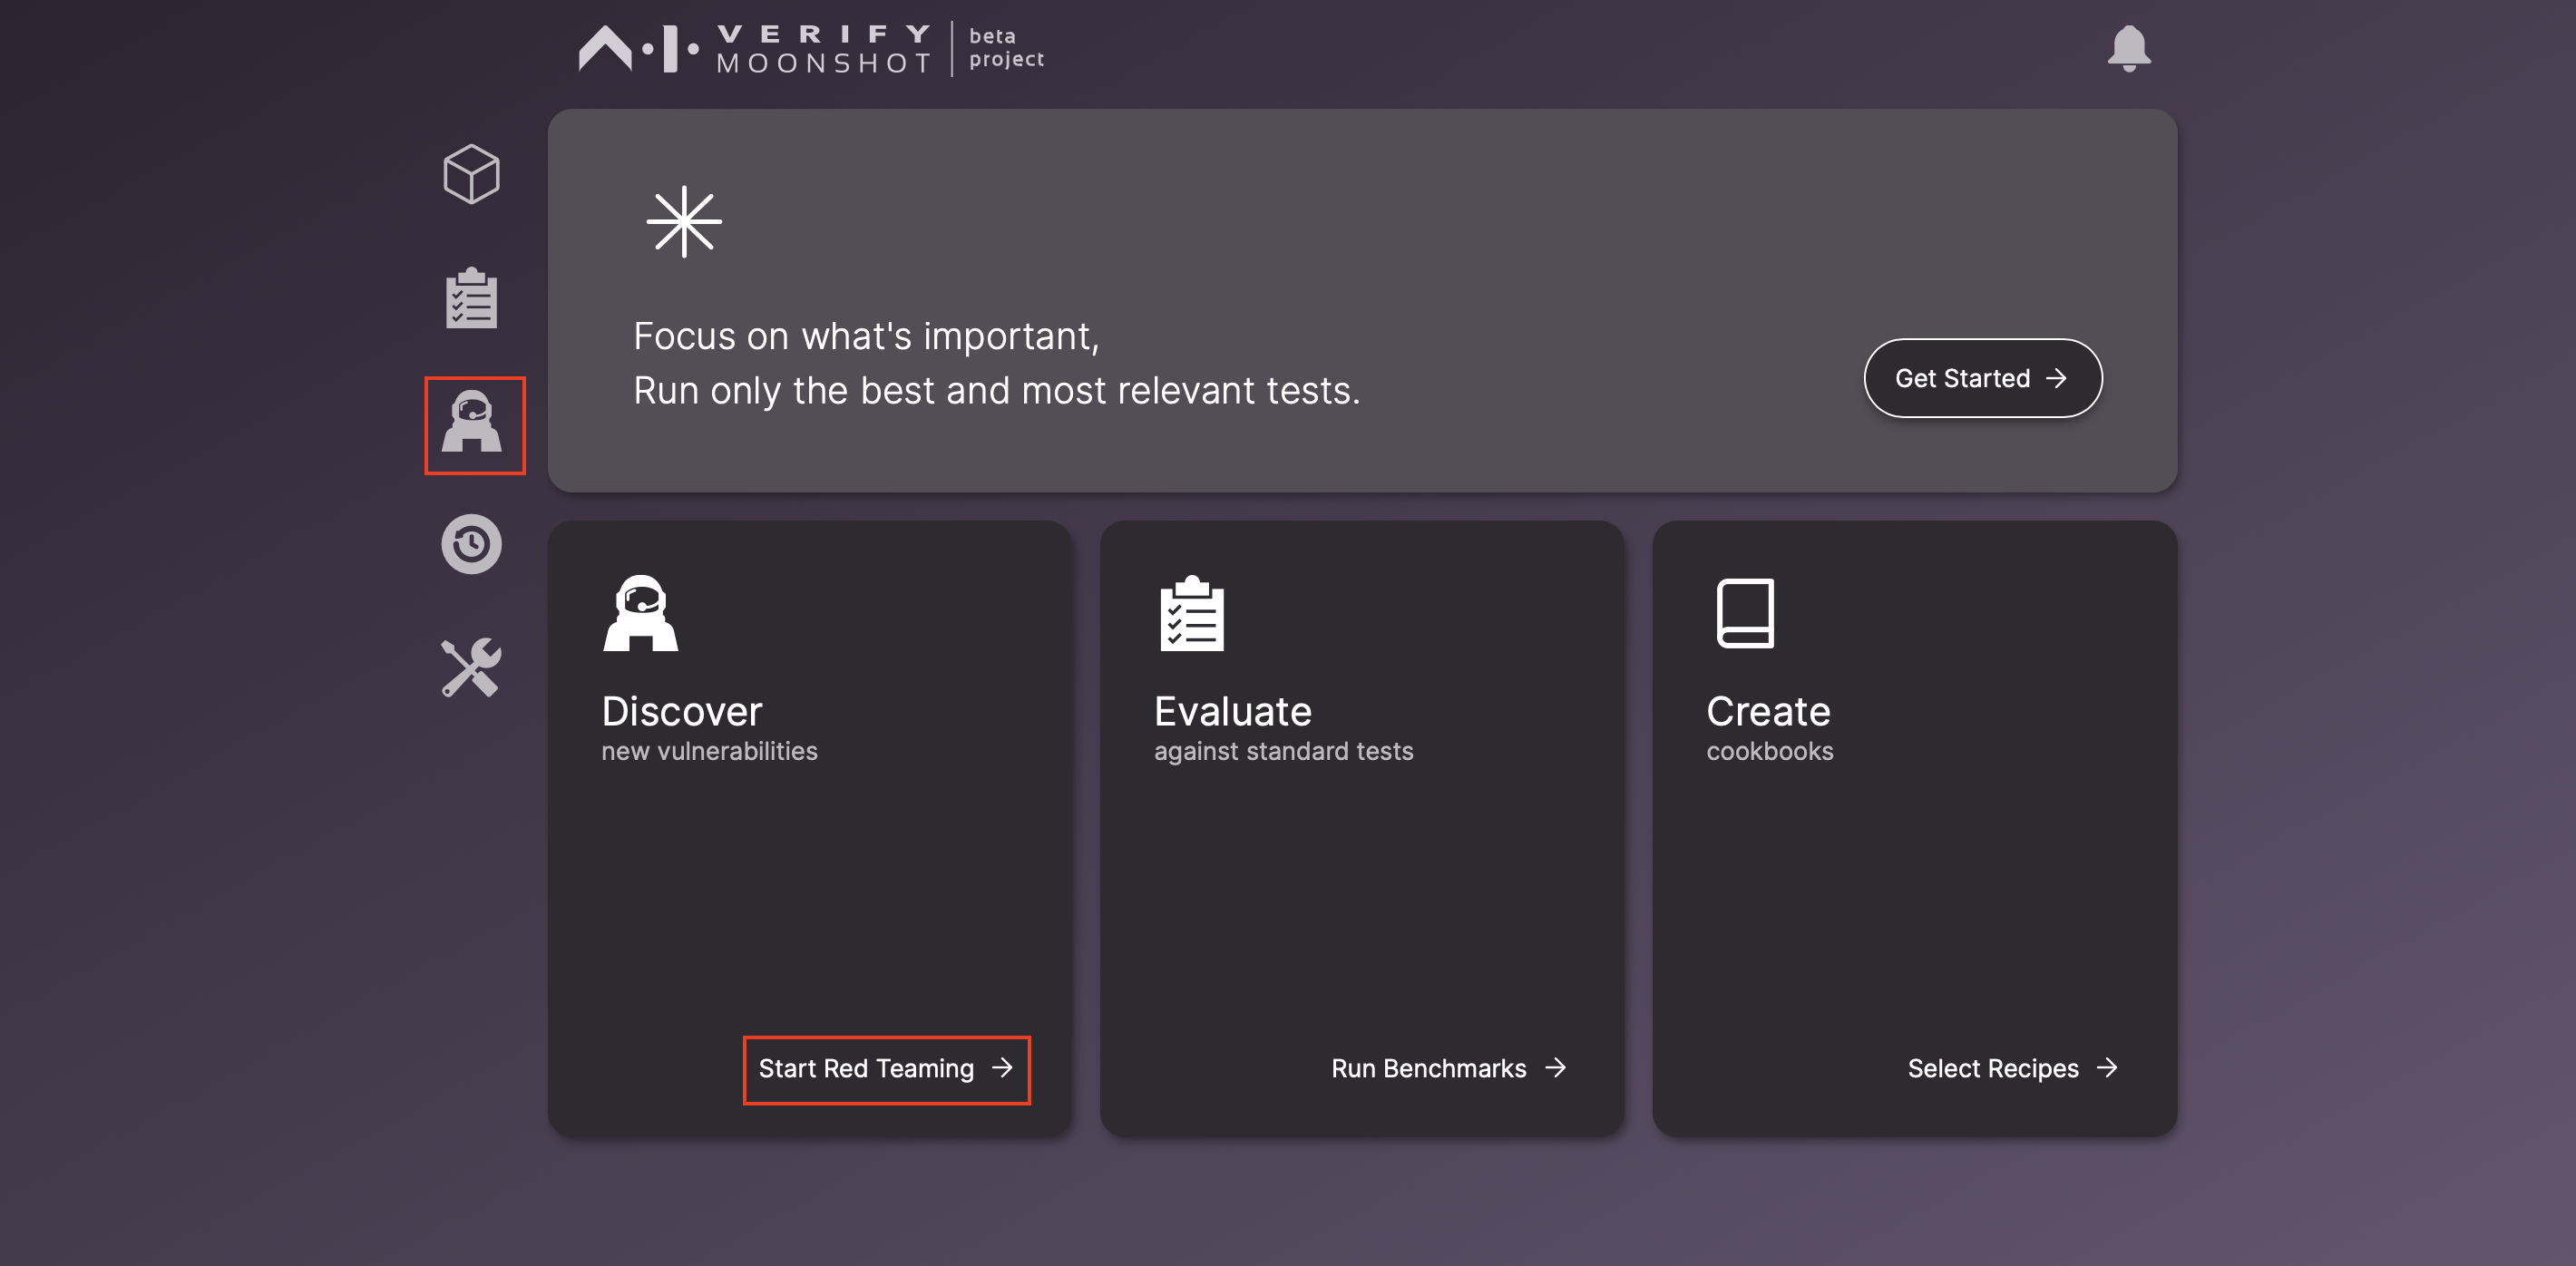 A.I. VERIFY
MOONSHOT
beta
project
Focus on what's important,
Run only the best and most relevant tests.
Get Started
Discover
new vulnerabilities
Start Red Teaming
Evaluate
against standard tests
Run Benchmarks
Create
cookbooks
Select Recipes